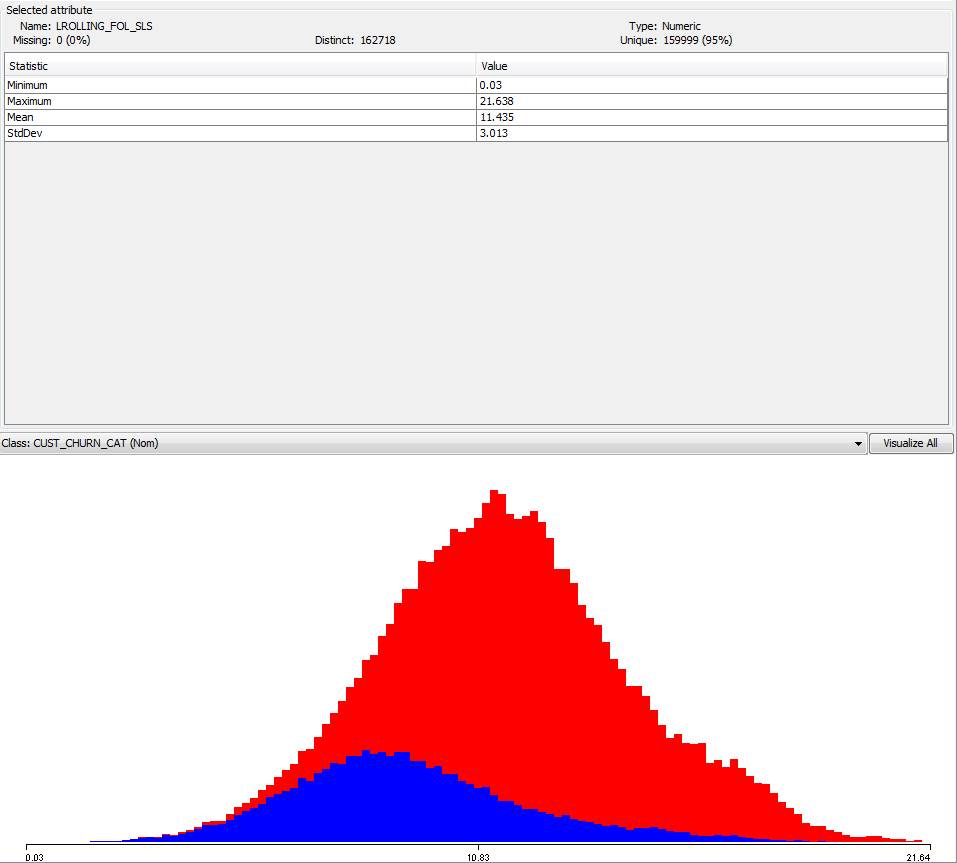 Selected attribute
Name: LROLLING_FOL_SLS Type: Numeric
Missing: 0 (0%) Distinct: 162718 Unique: 159999 (95%)
Statistic Value
Minimum 0.03
Maximum 21.638
Mean 11.435
StdDev 3.013
Class: CUST_CHURN_CAT (Nom) Visualize All
0.03 10.83 21.64